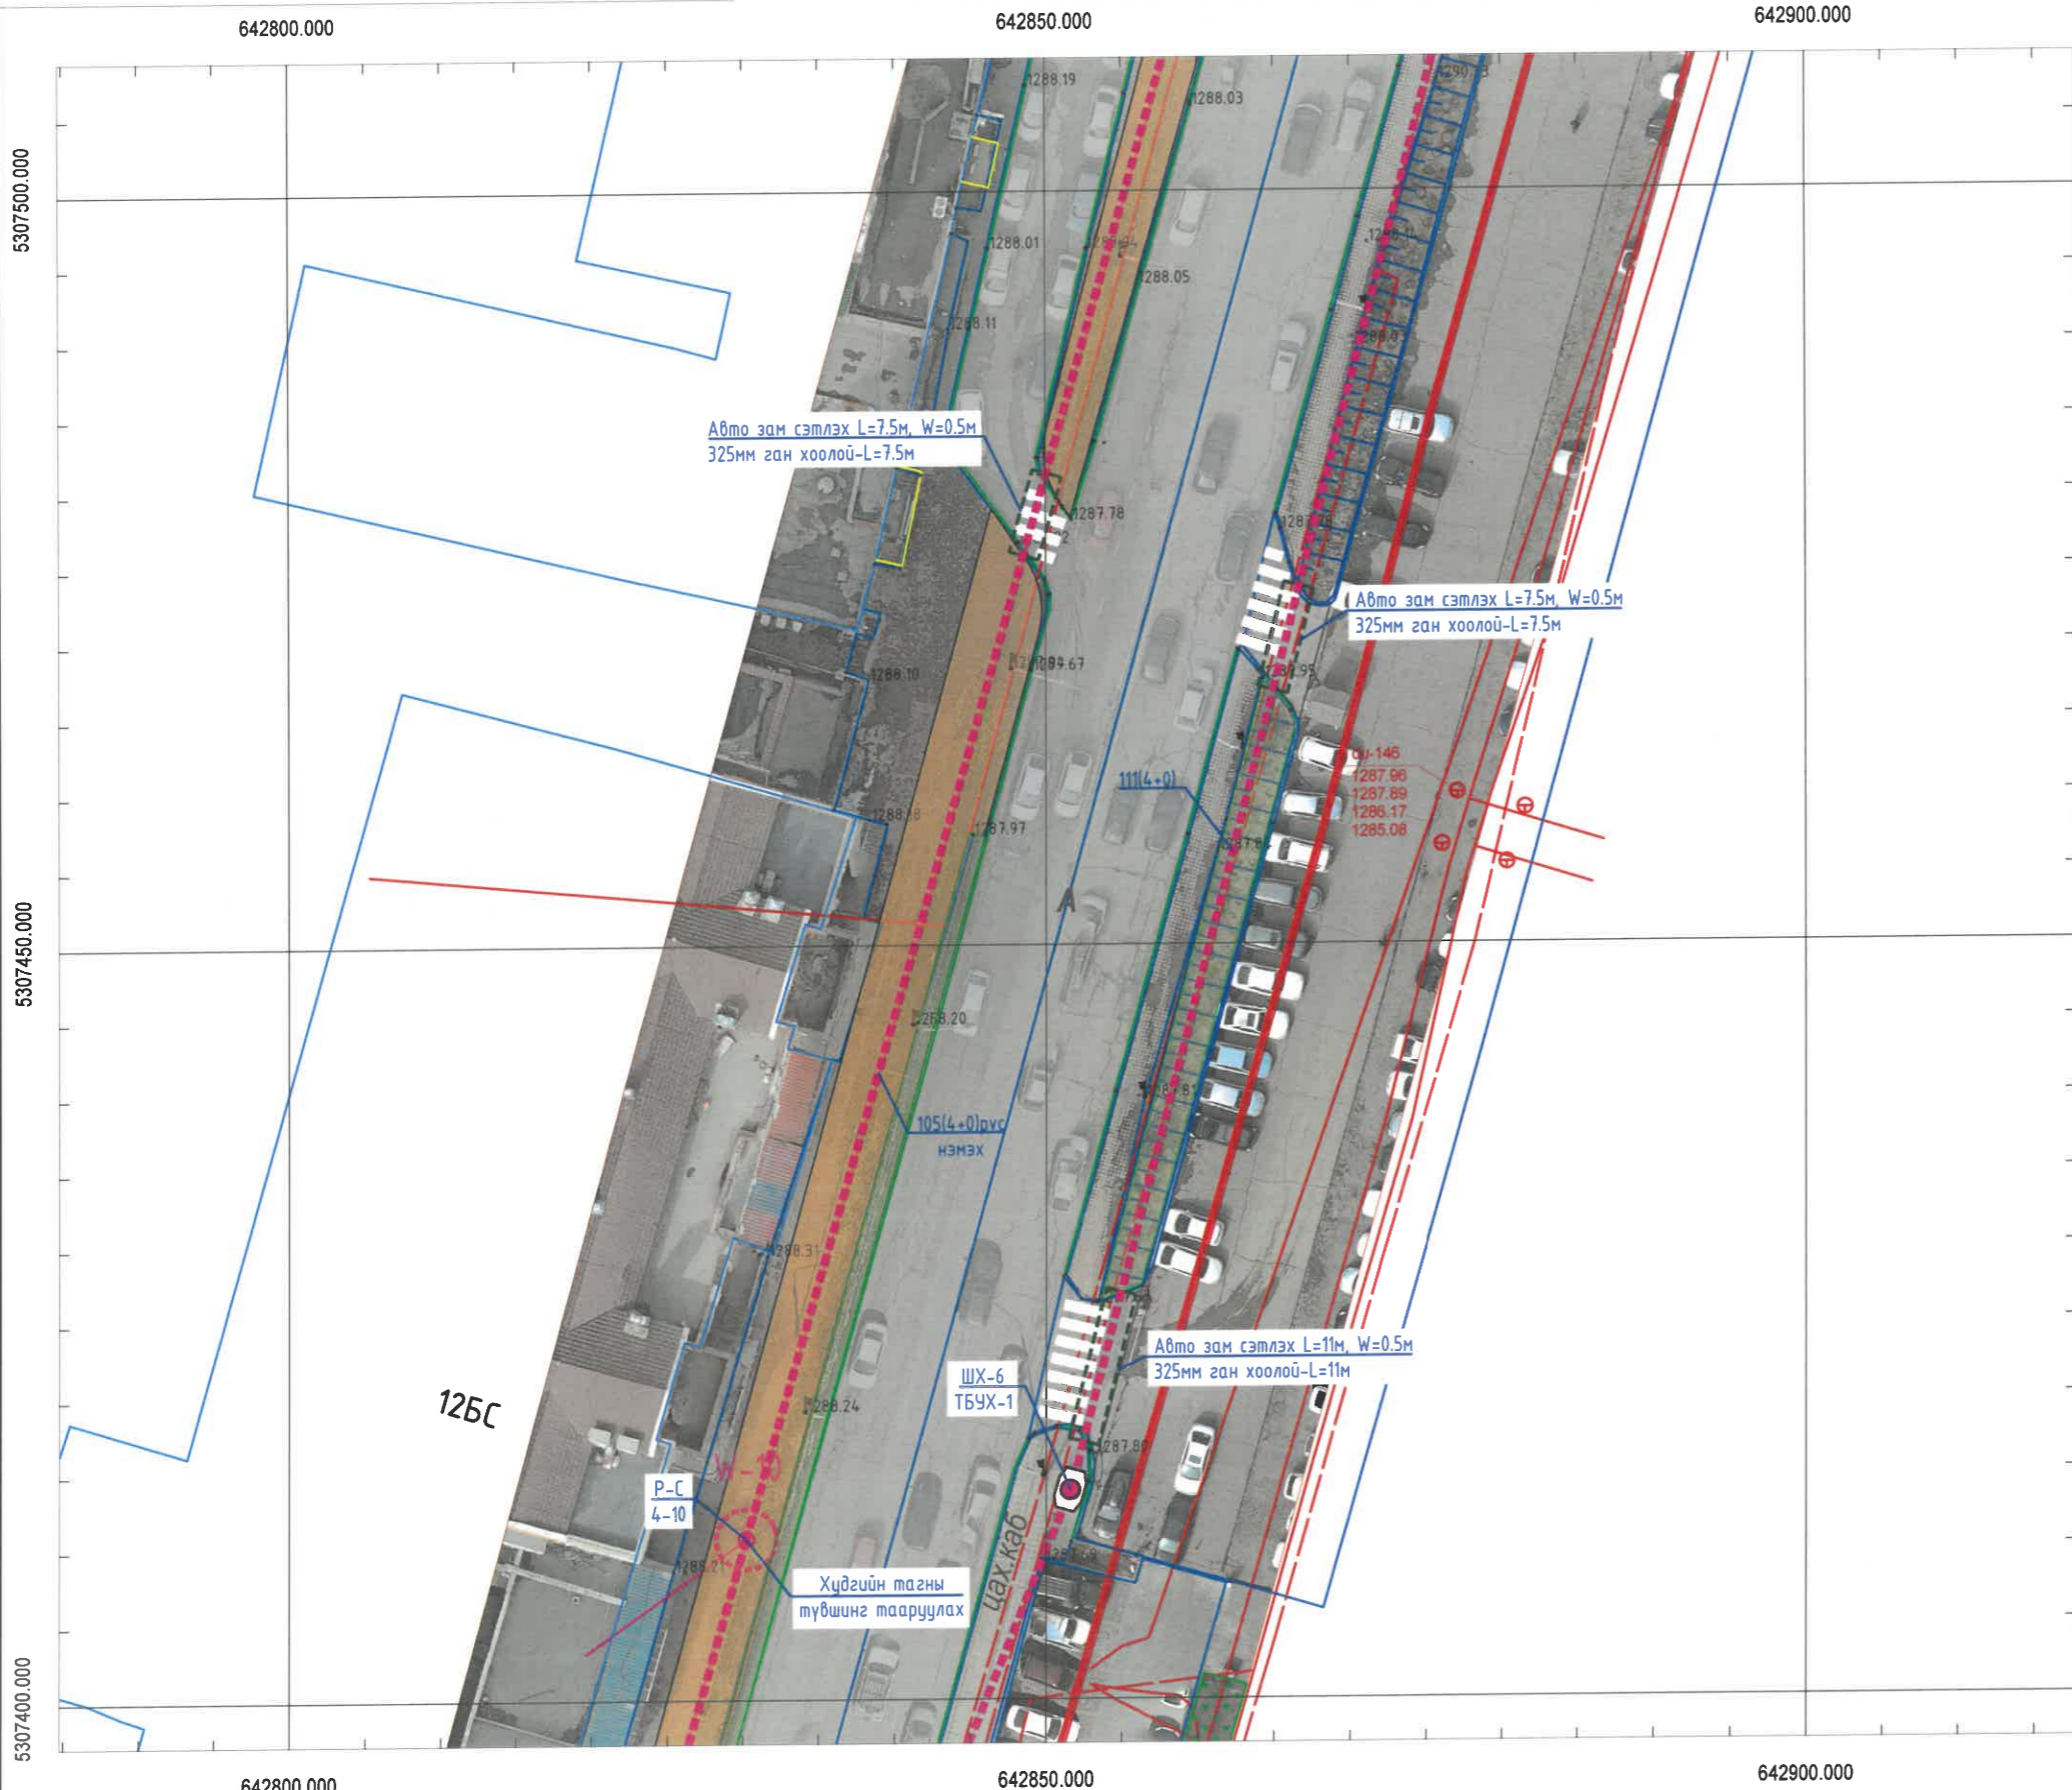 642800.000
642850.000
642900.000
5307500.000
1288.19
1288.03
1288.01
1288.05
1288.11
Авто зам сэтлэх L=7.5м, W=0.5м
325мм ган хоолой-L=7.5м
1287.78
Авто зам сэтлэх L=7.5м, W=0.5м
325мм ган хоолой-L=7.5м
1288.10
111(4+0)
1287.96
1287.89
1286.17
1285.08
1287.97
A
5307450.000
1288.20
105(4+0)pvc
нэмэх
1288.31
Авто зам сэтлэх L=11м, W=0.5м
325мм ган хоолой-L=11м
ШХ-6
ТБҮХ-1
12БС
1288.24
P-C
4-10
цах.каб
Худгийн тагны
түвшинг тааруулах
5307400.000
642800.000
642850.000
642900.000